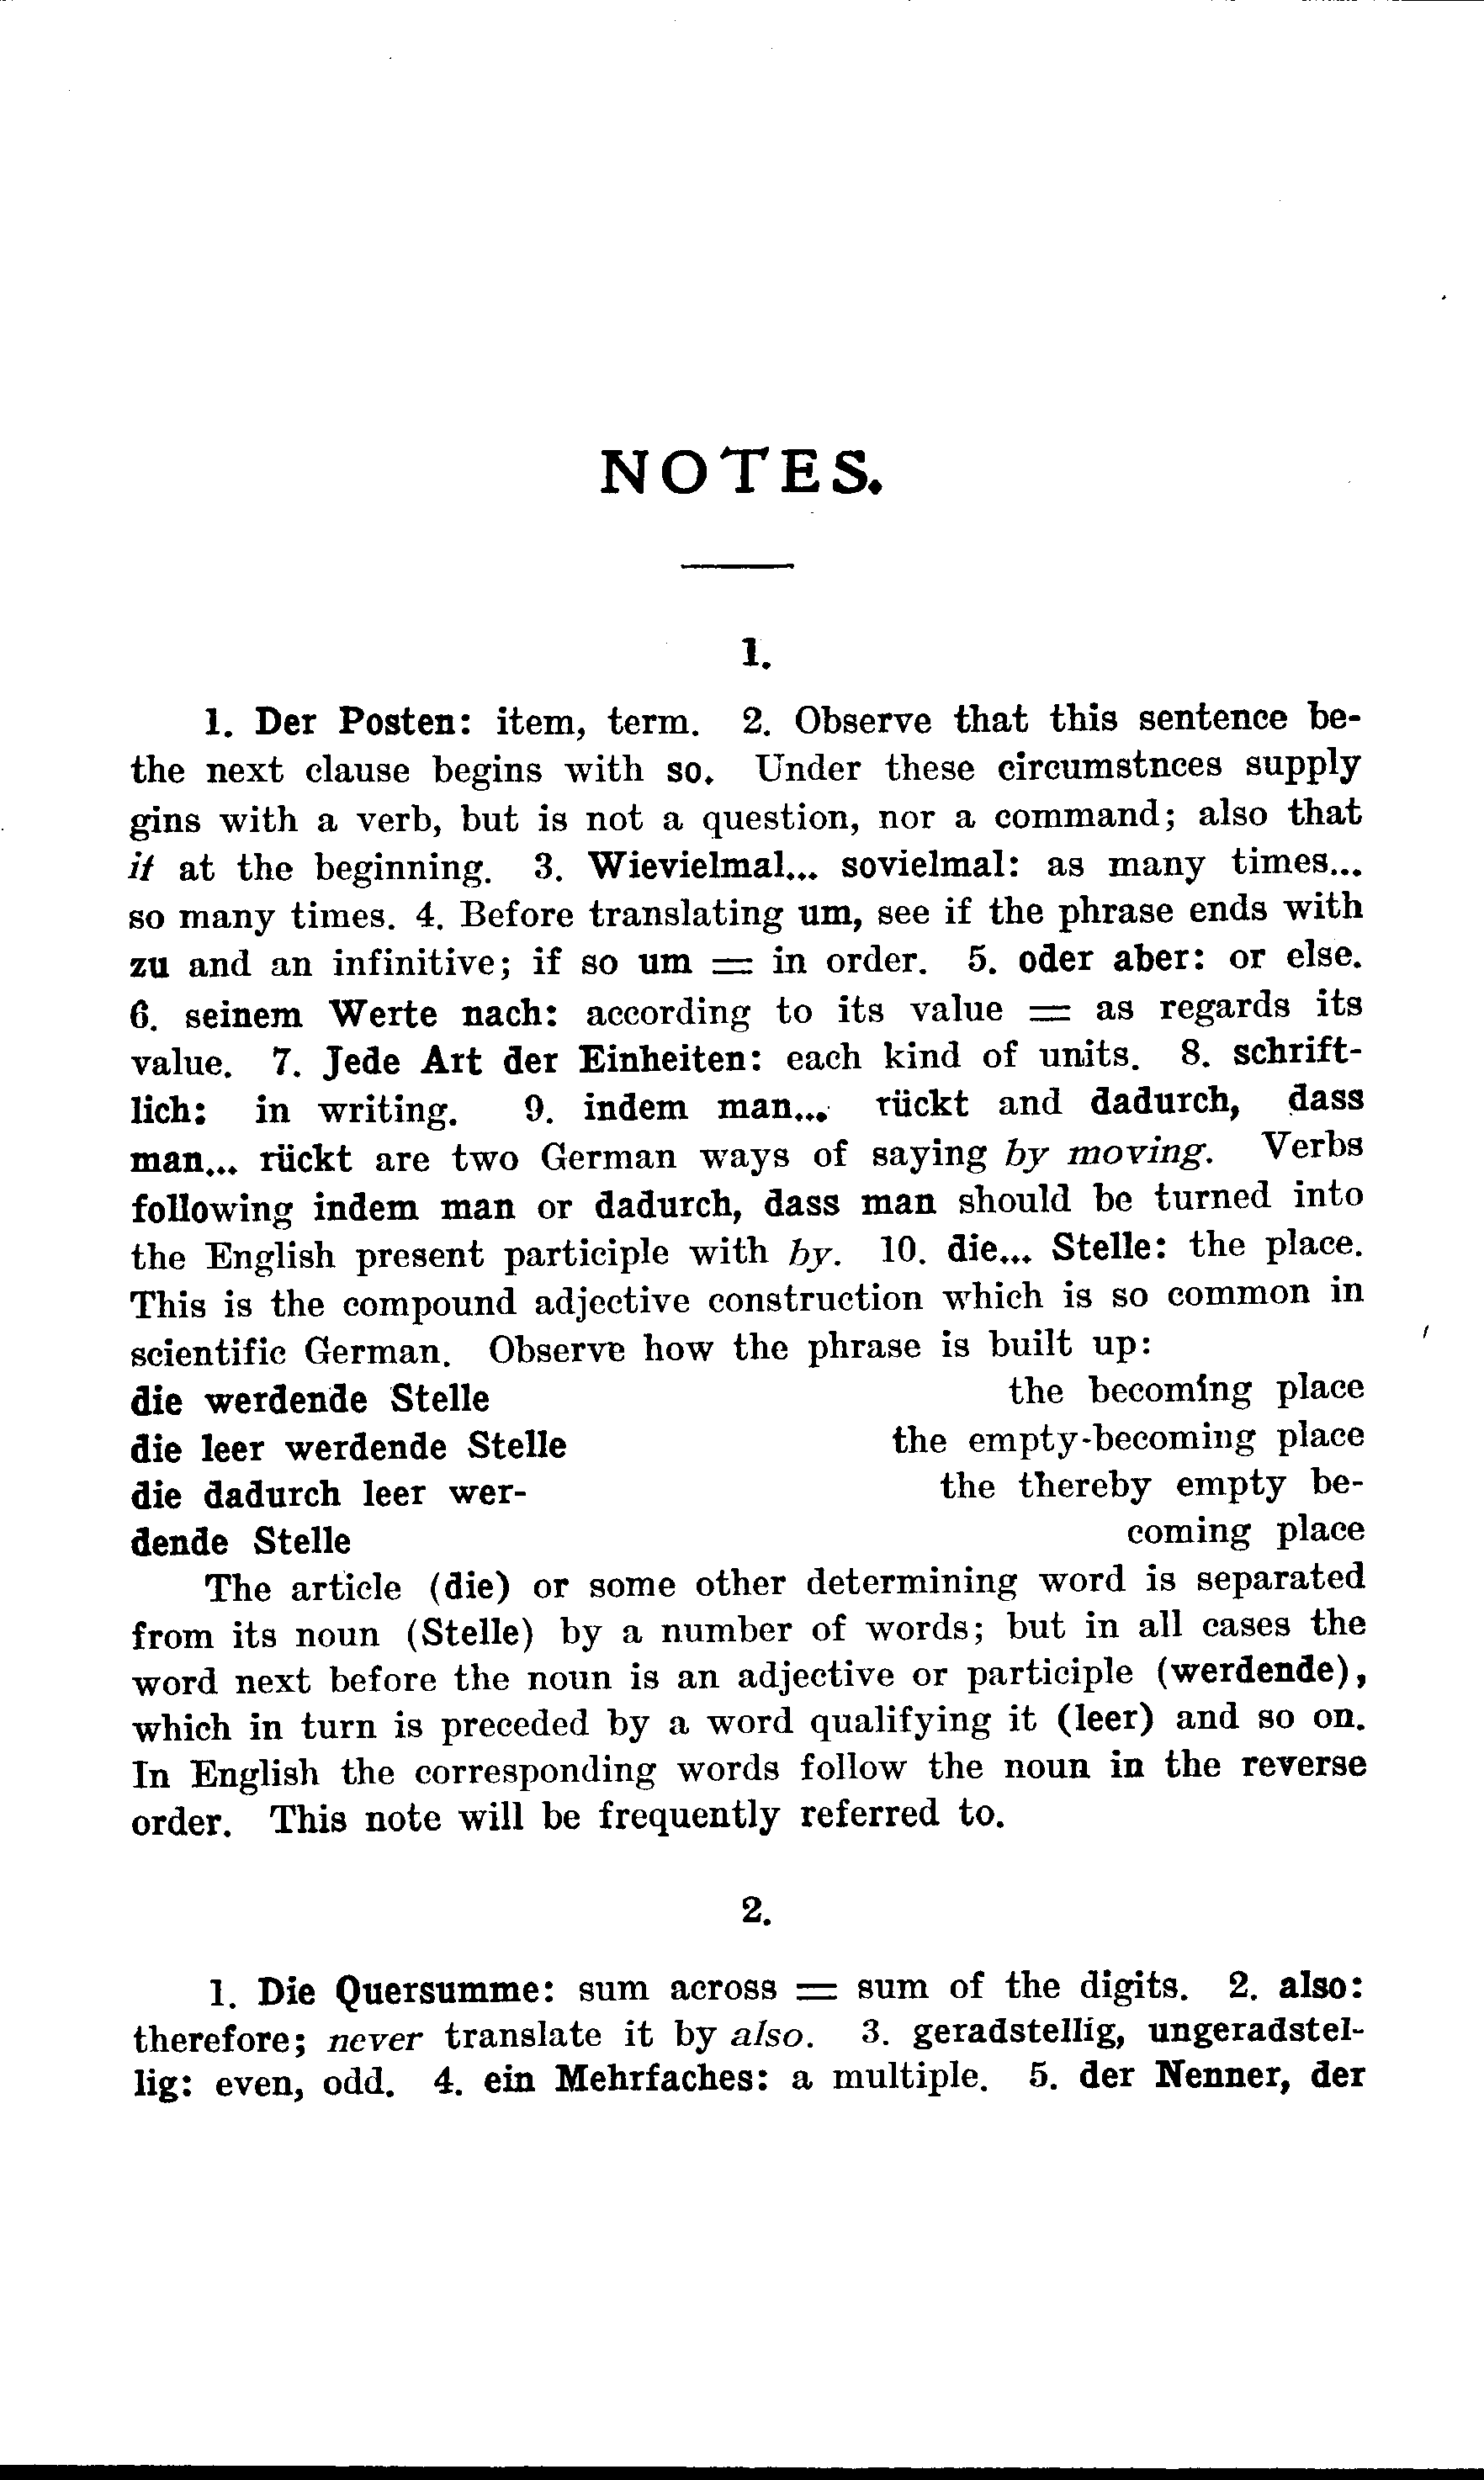 NOTES.
1.
1. Der Posten: item, term. 2. Observe that this sentence be-
the next clause begins with so. Under these circumstnces supply
gins with a verb, but is not a question, nor a command; also that
if at the beginning. 3. Wievielmal... sovielmal: as many times...
so many times. 4. Before translating um, see if the phrase ends with
zu and an infinitive; if so um = in order. 5. oder aber: or else.
6. seinem Werte nach: according to its value = as regards its
value. 7. Jede Art der Einheiten: each kind of units. 8. schrift-
lich: in writing. 9. indem man... rückt and dadurch, dass
man... rückt are two German ways of saying by moving. Verbs
following indem man or dadurch, dass man should be turned into
the English present participle with by. 10. die... Stelle: the place.
This is the compound adjective construction which is so common in
scientific German. Observe how the phrase is built up:
die werdende Stelle the becoming place
die leer werdende Stelle the empty-becoming place
die dadurch leer wer- the thereby empty be-
dende Stelle coming place
The article (die) or some other determining word is separated
from its noun (Stelle) by a number of words; but in all cases the
word next before the noun is an adjective or participle (werdende),
which in turn is preceded by a word qualifying it (leer) and so on.
In English the corresponding words follow the noun in the reverse
order. This note will be frequently referred to.
2.
1. Die Quersumme: sum across = sum of the digits. 2. also:
therefore; never translate it by also. 3. geradstellig, ungeradstel-
lig: even, odd. 4. ein Mehrfaches: a multiple. 5. der Nenner, der